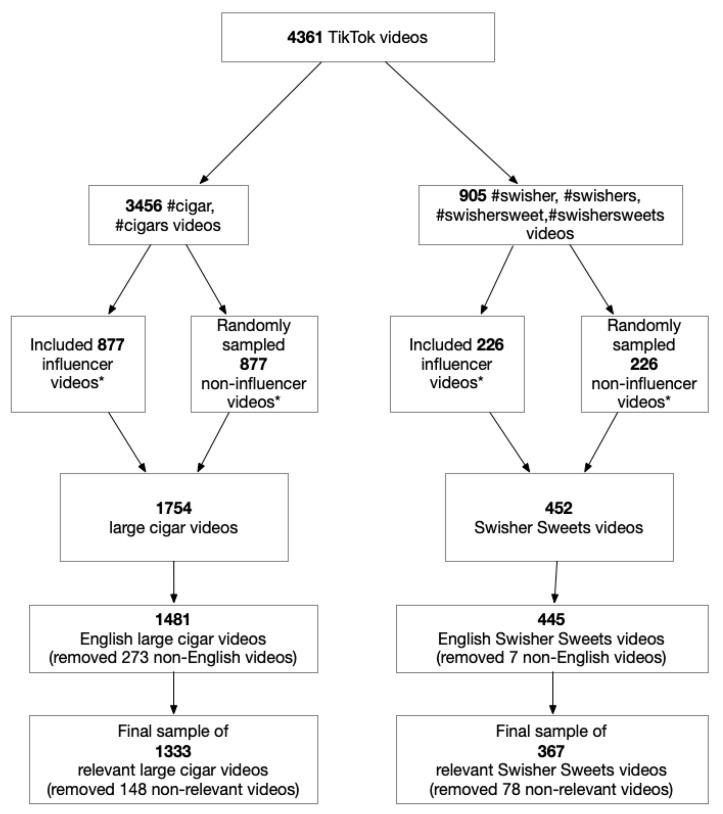 4361 TikTok videos
3456 #cigar,
#cigars videos
905 #swisher, #swishers,
#swishersweet,#swishersweets
videos
Included 877
influencer
videos*
Randomly
sampled
877
non-influencer
videos*
Included 226
influencer
videos*
Randomly
sampled
226
non-influencer
videos*
1754
large cigar videos
452
Swisher Sweets videos
1481
English large cigar videos
(removed 273 non-English videos)
445
English Swisher Sweets videos
(removed 7 non-English videos)
Final sample of
1333
relevant large cigar videos
(removed 148 non-relevant videos)
Final sample of
367
relevant Swisher Sweets videos
(removed 78 non-relevant videos)